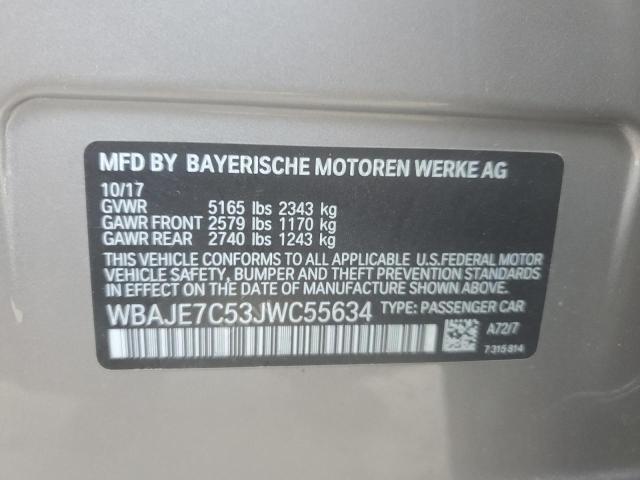 MFD BY BAYERISCHE MOTOREN WERKE AG
10/17
GVWR 5165 lbs 2343 kg
GAWR FRONT 2579 lbs 1170 kg
GAWR REAR 2740 lbs 1243 kg
THIS VEHICLE CONFORMS TO ALL APPLICABLE U.S.FEDERAL MOTOR
VEHICLE SAFETY, BUMPER AND THEFT PREVENTION STANDARDS
IN EFFECT ON THE DATE OF MANUFACTURE SHOWN ABOVE.
WBAJE7C53JWC55634 TYPE: PASSENGER CAR
A72/7
7315814